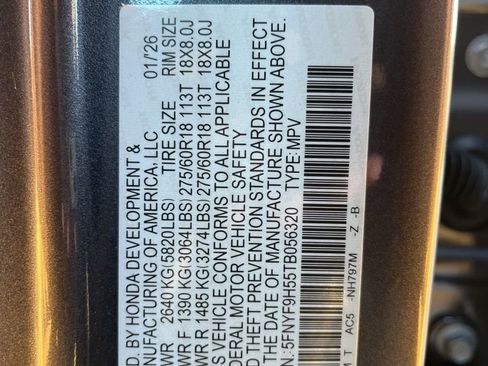 D. BY HONDA DEVELOPMENT &
NUFACTURING OF AMERICA, LLC 01/26
WR 2640 KG(5820LBS) TIRE SIZE RIM SIZE
WR F 1390 KG(3064LBS) 275/60R18 113T 18X8.0J
WR R 1485 KG(3274LBS) 275/60R18 113T 18X8.0J
S VEHICLE CONFORMS TO ALL APPLICABLE
DERAL MOTOR VEHICLE SAFETY
D THEFT PREVENTION STANDARDS IN EFFECT
THE DATE OF MANUFACTURE SHOWN ABOVE.
N:5FNYF9H55TB056320 TYPE:MPV
M T AC5 -NH797M -Z -B